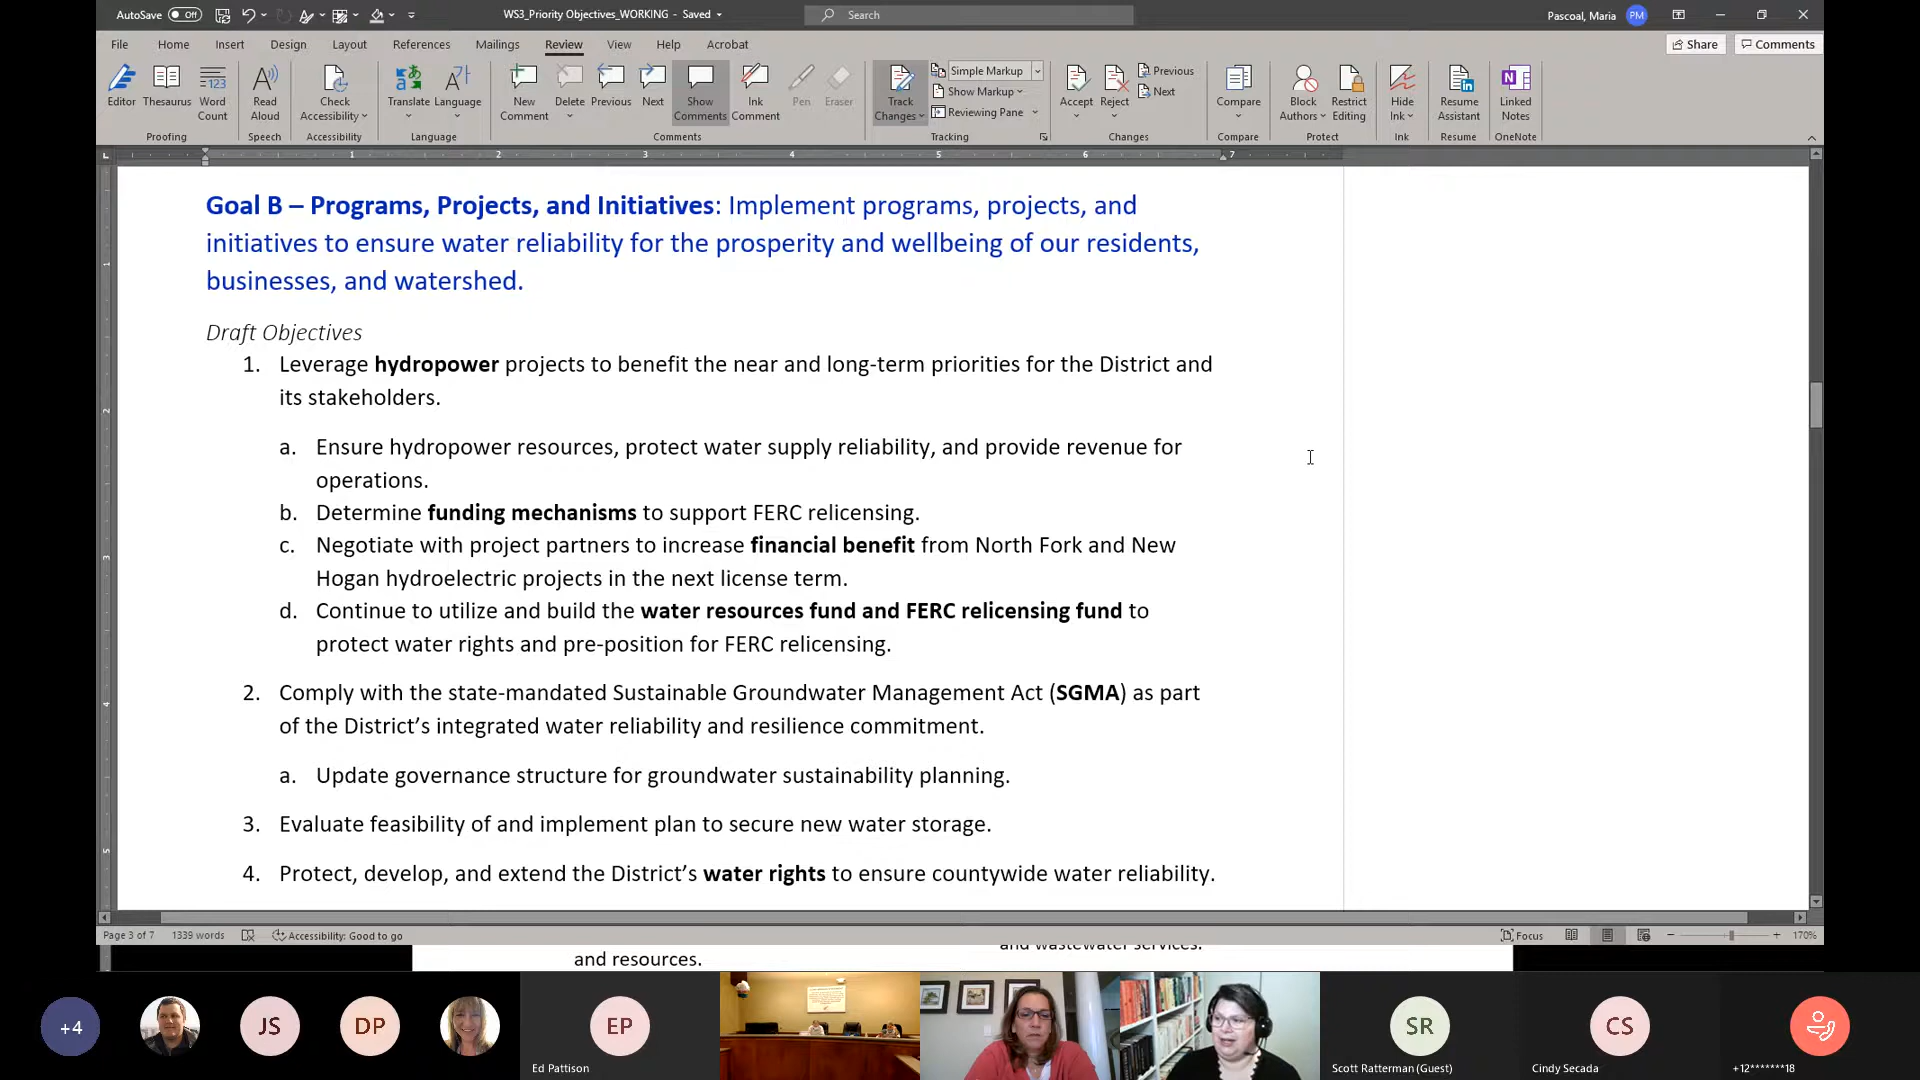 AutoSave Off WS3_Priority Objectives_WORKING - Saved Search Pascoal, Maria PM
File Home Insert Design Layout References Mailings Review View Help Acrobat Share Comments
Editor Thesaurus Word Count Read Aloud Check Accessibility Translate Language New Comment Delete Previous Next Show Comments Ink Comment Pen Eraser Track Changes Simple Markup Show Markup Reviewing Pane Accept Reject Previous Next Compare Block Authors Restrict Editing Hide Ink Resume Assistant Linked Notes
Proofing Speech Accessibility Language Comments Tracking Changes Compare Protect Ink Resume OneNote
1 2 3 4 5 6 7
Goal B – Programs, Projects, and Initiatives: Implement programs, projects, and
initiatives to ensure water reliability for the prosperity and wellbeing of our residents,
businesses, and watershed.
Draft Objectives
1. Leverage hydropower projects to benefit the near and long-term priorities for the District and
its stakeholders.
a. Ensure hydropower resources, protect water supply reliability, and provide revenue for
operations.
b. Determine funding mechanisms to support FERC relicensing.
c. Negotiate with project partners to increase financial benefit from North Fork and New
Hogan hydroelectric projects in the next license term.
d. Continue to utilize and build the water resources fund and FERC relicensing fund to
protect water rights and pre-position for FERC relicensing.
2. Comply with the state-mandated Sustainable Groundwater Management Act (SGMA) as part
of the District's integrated water reliability and resilience commitment.
a. Update governance structure for groundwater sustainability planning.
3. Evaluate feasibility of and implement plan to secure new water storage.
4. Protect, develop, and extend the District's water rights to ensure countywide water reliability.
Page 3 of 7 1339 words Accessibility: Good to go Focus 170%
and wastewater services.
and resources.
+4 JS DP EP SR CS
Ed Pattison Scott Ratterman (Guest) Cindy Secada +12*******18